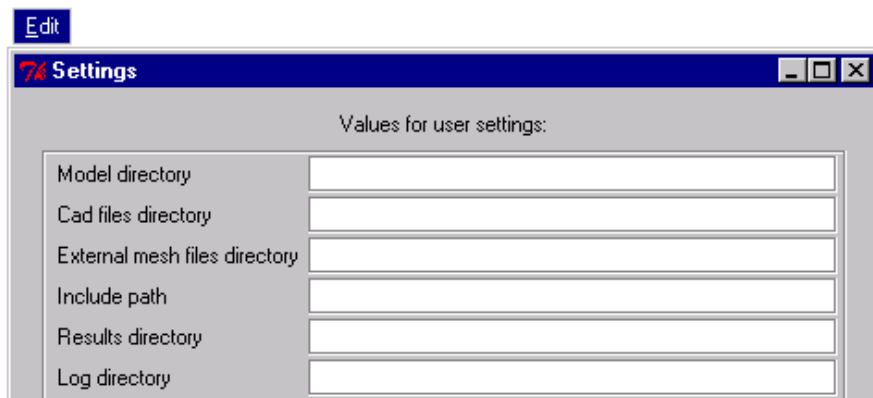 Edit
Settings
Values for user settings:
Model directory
Cad files directory
External mesh files directory
Include path
Results directory
Log directory